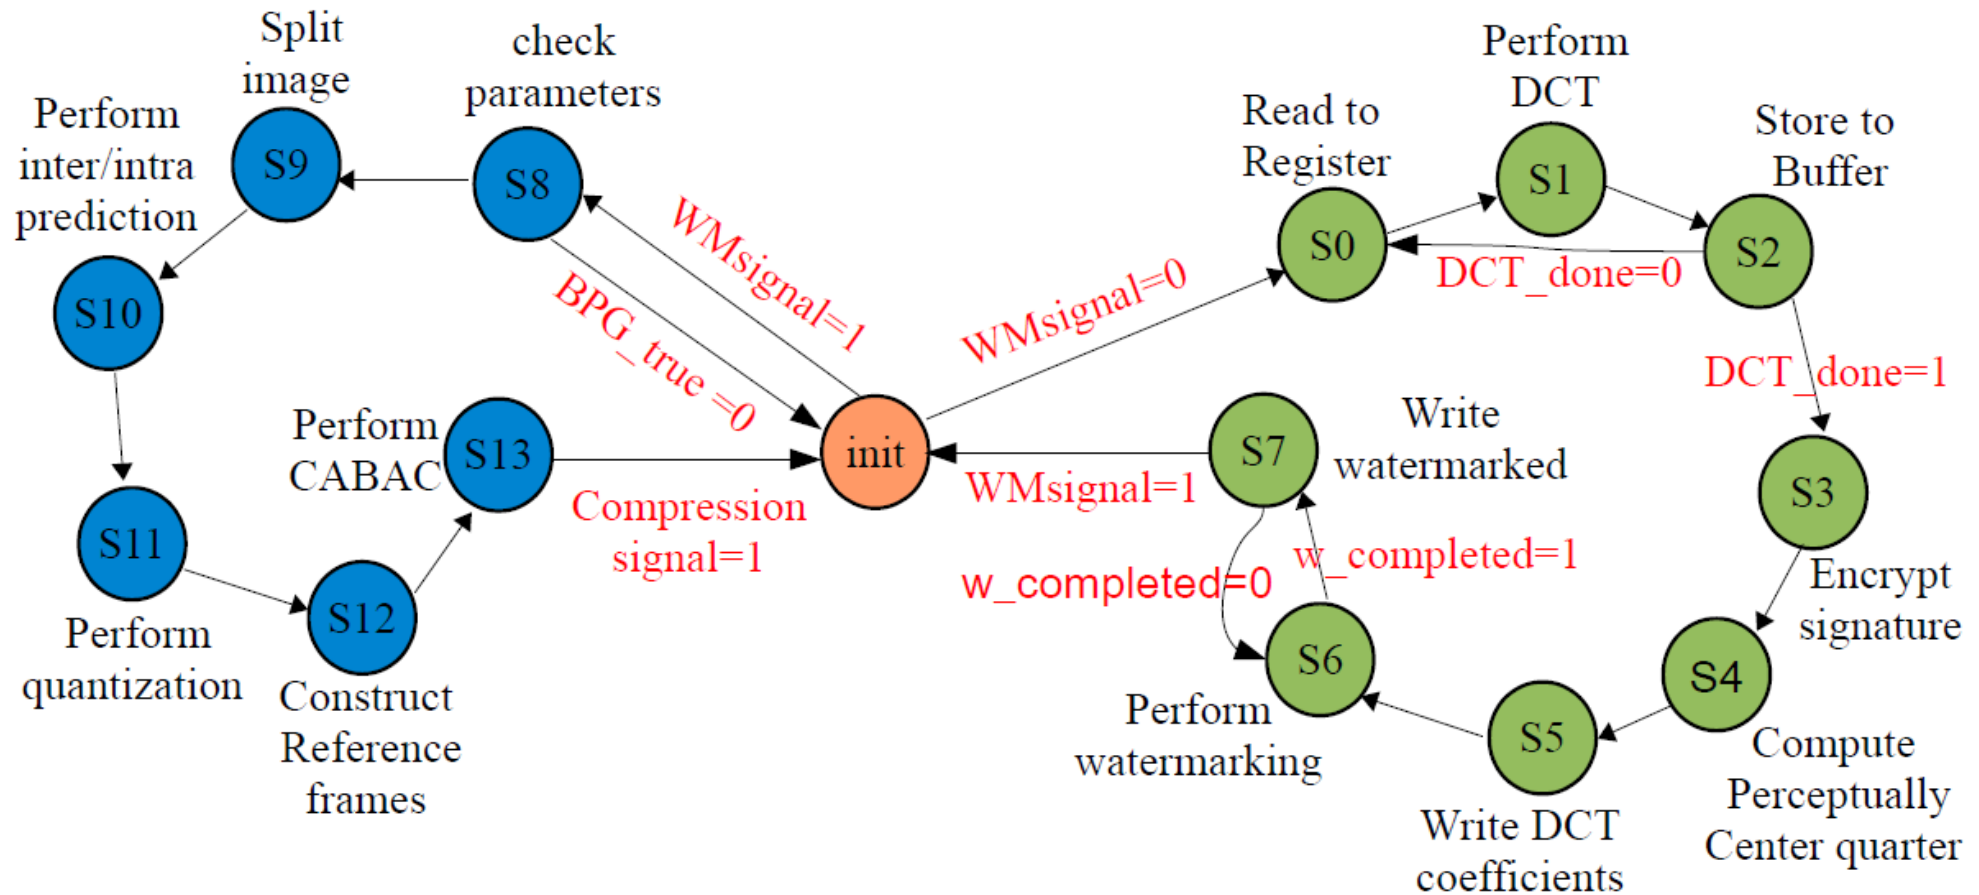 Split
image
check
parameters
Perform
DCT
Read to
Register
Store to
Buffer
Perform
inter/intra
prediction
S9
S8
S1
S0
S2
S10
WMsignal=1
BPG_true =0
WMsignal=0
DCT_done=0
DCT_done=1
Perform
CABAC
S13
init
S7
Write
watermarked
S3
Compression
signal=1
WMsignal=1
w_completed=0
w_completed=1
S11
S12
Encrypt
signature
Perform
quantization
Construct
Reference
frames
S6
S4
S5
Perform
watermarking
Compute
Perceptually
Center quarter
Write DCT
coefficients